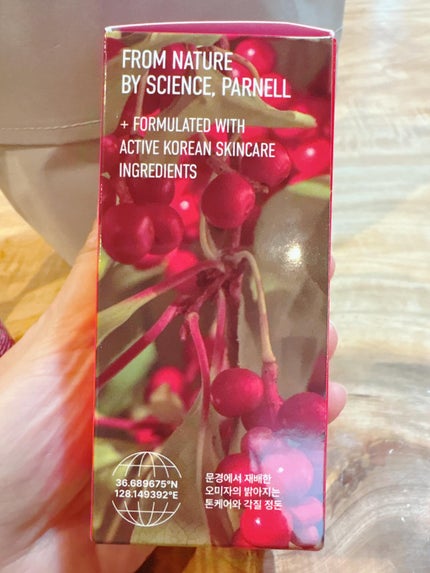 FROM NATURE
BY SCIENCE, PARNELL
+ FORMULATED WITH
ACTIVE KOREAN SKINCARE
INGREDIENTS
36.689675°N
128.149392°E
문경에서 재배한
오미자의 밝아지는
톤케어와 각질 정돈